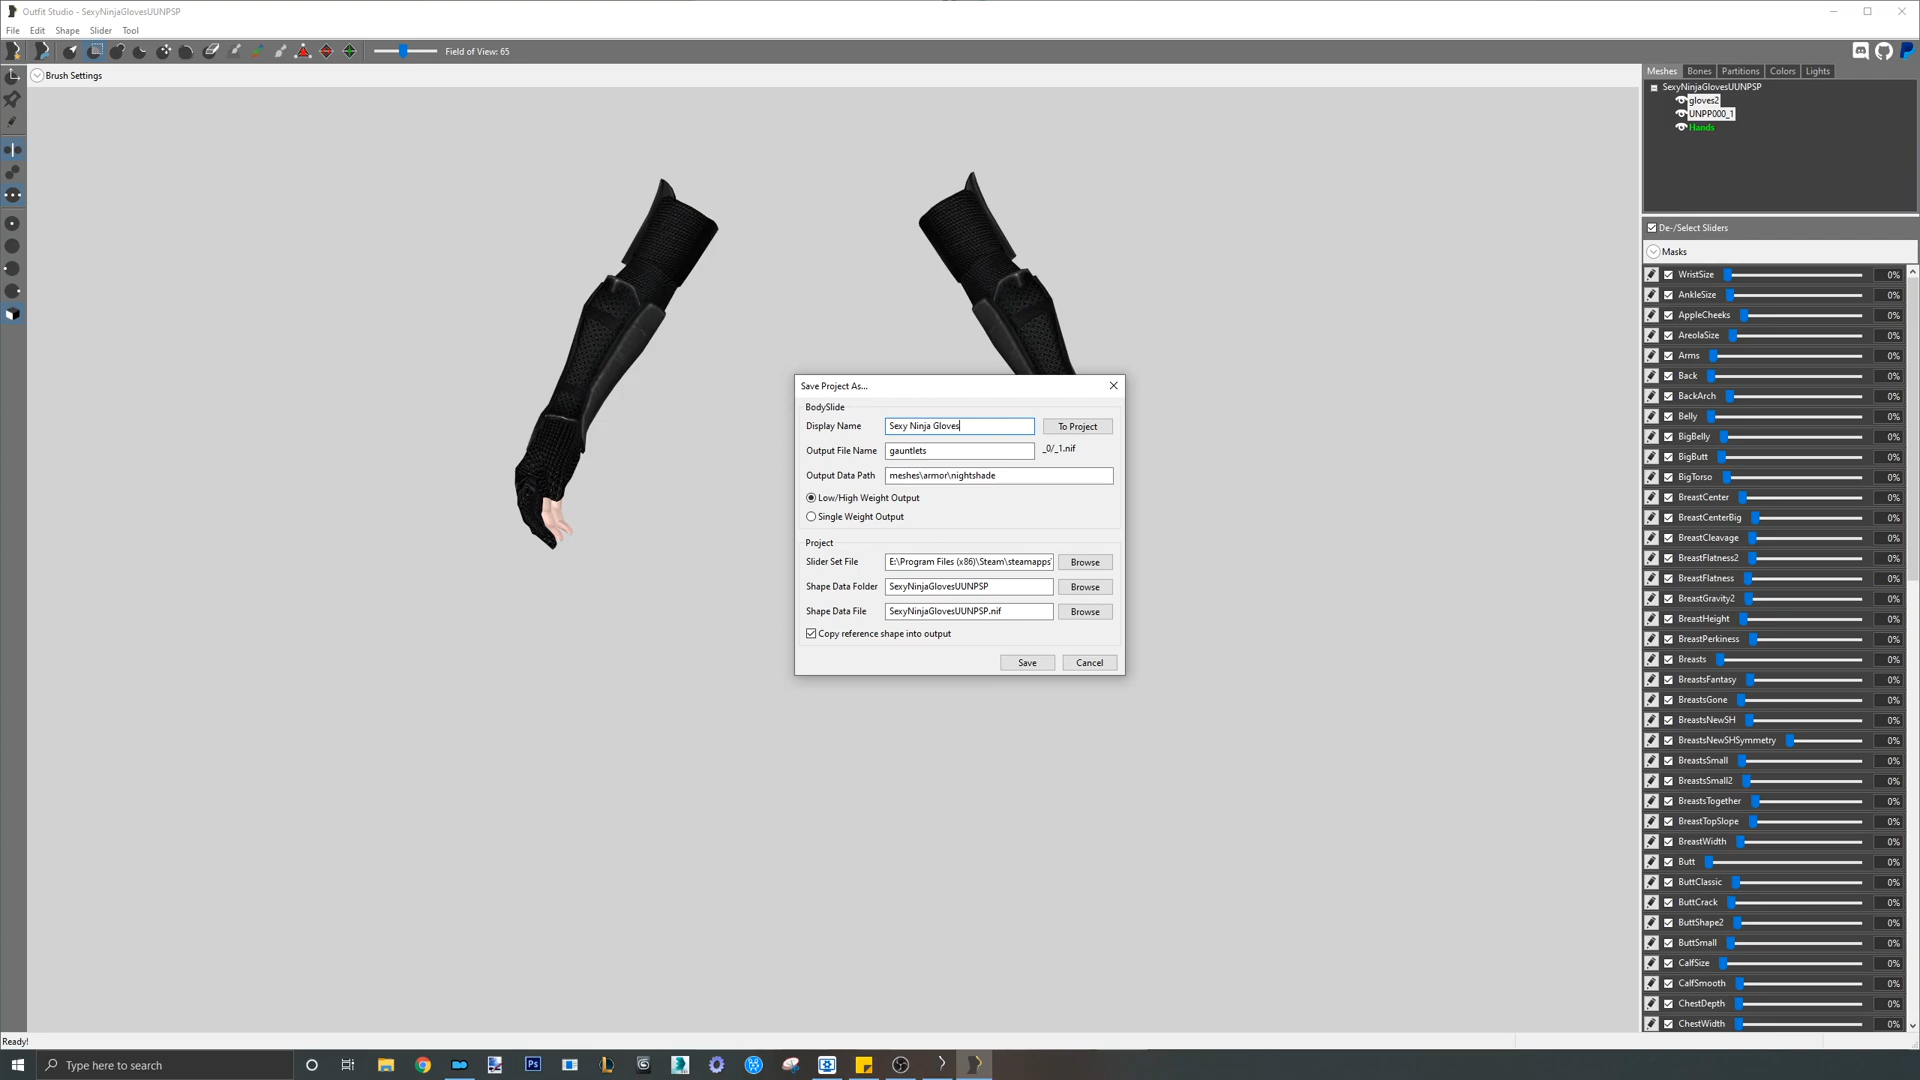 Outfit Studio - SexyNinjaGlovesUUNPSP
File Edit Shape Slider Tool
Field of View: 65
Brush Settings
Meshes Bones Partitions Colors Lights
SexyNinjaGlovesUUNPSP
gloves2
UNPP000_1
Hands
De-/Select Sliders
Masks
WristSize 0%
AnkleSize 0%
AppleCheeks 0%
AreolaSize 0%
Arms 0%
Back 0%
BackArch 0%
Belly 0%
BigBelly 0%
BigButt 0%
BigTorso 0%
BreastCenter 0%
BreastCenterBig 0%
BreastCleavage 0%
BreastFlatness2 0%
BreastFlatness 0%
BreastGravity2 0%
BreastHeight 0%
BreastPerkiness 0%
Breasts 0%
BreastsFantasy 0%
BreastsGone 0%
BreastsNewSH 0%
BreastsNewSHSymmetry 0%
BreastsSmall 0%
BreastsSmall2 0%
BreastsTogether 0%
BreastTopSlope 0%
BreastWidth 0%
Butt 0%
ButtClassic 0%
ButtCrack 0%
ButtShape2 0%
ButtSmall 0%
CalfSize 0%
CalfSmooth 0%
ChestDepth 0%
ChestWidth 0%
Save Project As...
BodySlide
Display Name Sexy Ninja Gloves To Project
Output File Name gauntlets _0/_1.nif
Output Data Path meshes\armor\nightshade
Low/High Weight Output
Single Weight Output
Project
Slider Set File E:\Program Files (x86)\Steam\steamapps\ Browse
Shape Data Folder SexyNinjaGlovesUUNPSP Browse
Shape Data File SexyNinjaGlovesUUNPSP.nif Browse
Copy reference shape into output
Save Cancel
Ready!
Type here to search
Ps